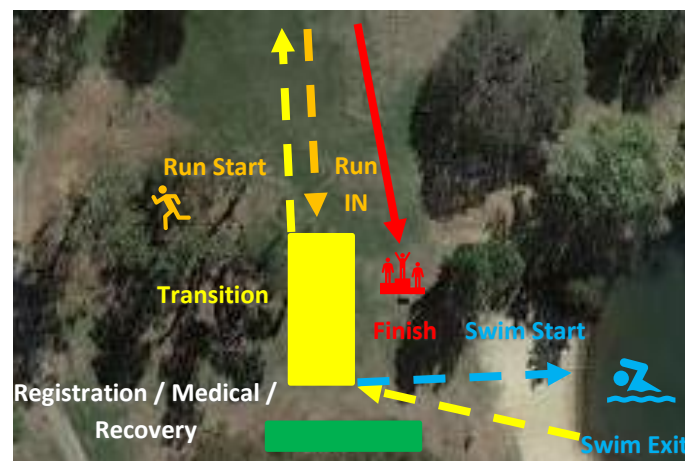 Run Start
Run
IN
Transition
Finish
Swim Start
Registration / Medical /
Recovery
Swim Exit